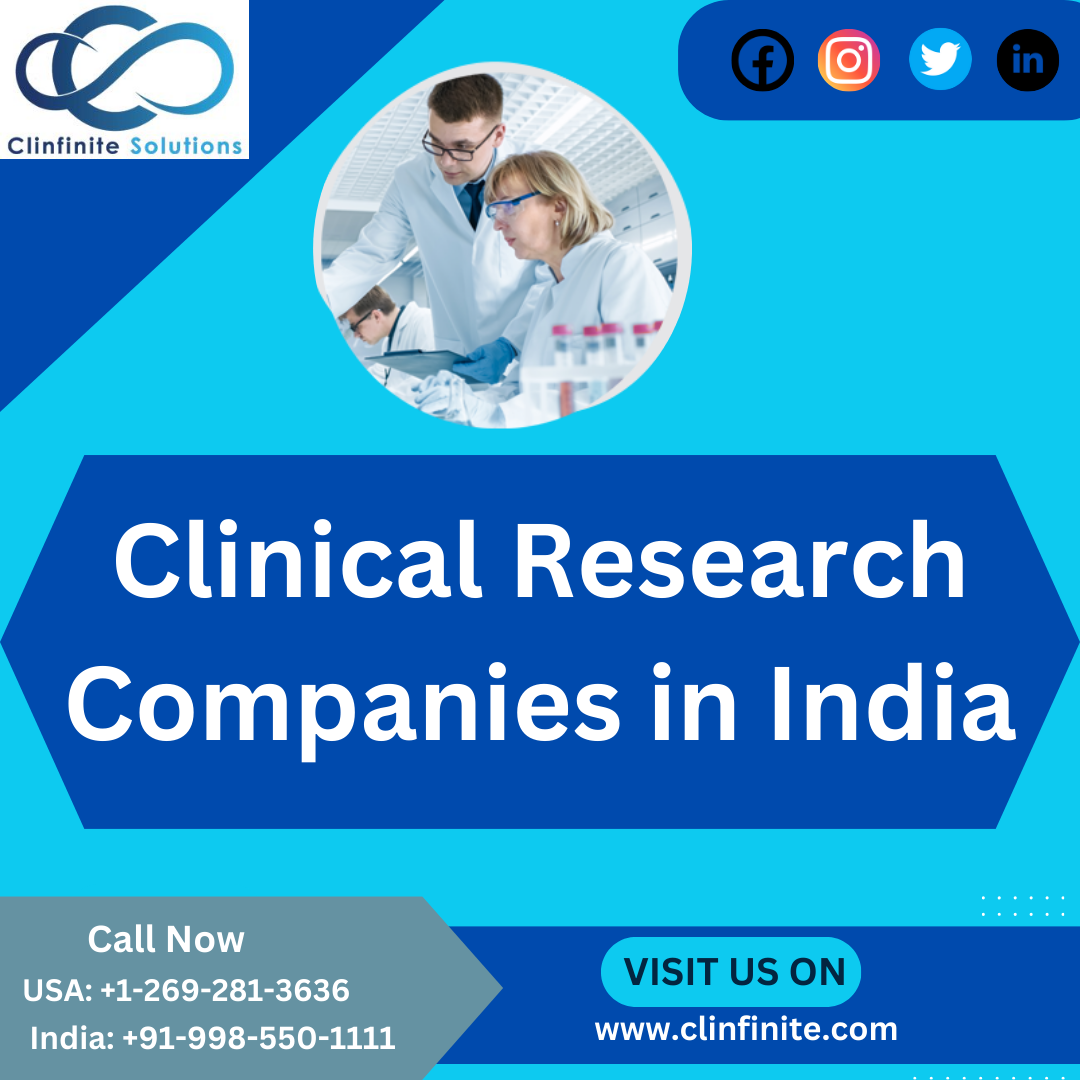 Clinfinite Solutions
Clinical Research
Companies in India
Call Now
USA: +1-269-281-3636
India: +91-998-550-1111
VISIT US ON
www.clinfinite.com